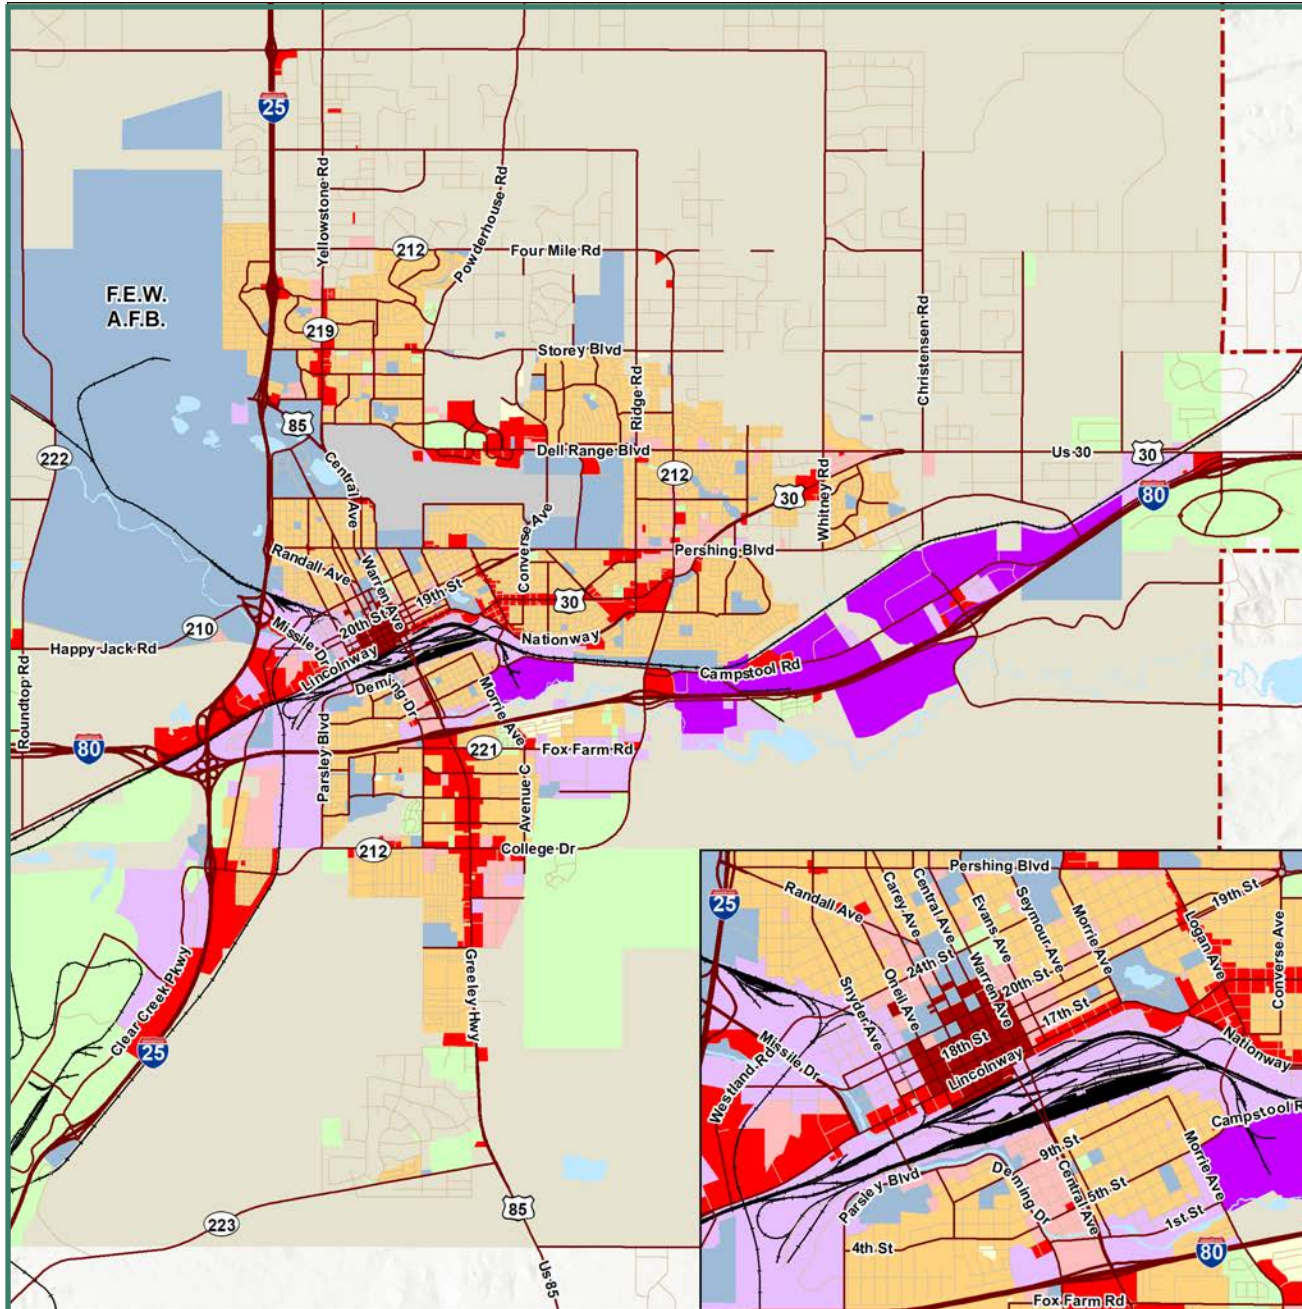 25
Yellowstone Rd
Powderhouse Rd
212
Four Mile Rd
F.E.W.
A.F.B.
219
Storey Blvd
Ridge Rd
Christensen Rd
85
222
Central Ave
Dell Range Blvd
212
Us 30
30
80
30
Whitney Rd
Converse Ave
Pershing Blvd
Randall Ave
Warren Ave
19th St
20th St
30
210
Happy Jack Rd
Missile Dr
Lincolnway
Nationway
Campstool Rd
Deming Dr
Morrie Ave
Roundtop Rd
80
Parsley Blvd
221
Fox Farm Rd
Avenue C
212
College Dr
Greeley Hwy
Clear Creek Pkwy
25
85
223
Us 85
Pershing Blvd
25
Randall Ave
Carey Ave
Central Ave
Evans Ave
Seymour Ave
Morrie Ave
Logan Ave
19th St
Converse Ave
24th St
Snyder Ave
Oneil Ave
Warren Ave
20th St
17th St
18th St
Lincolnway
Missile Dr
Westland Rd
Nationway
Campstool R
9th St
Parsley Blvd
Deming Dr
Central Ave
5th St
Morrie Ave
1st St
4th St
80
Fox Farm Rd